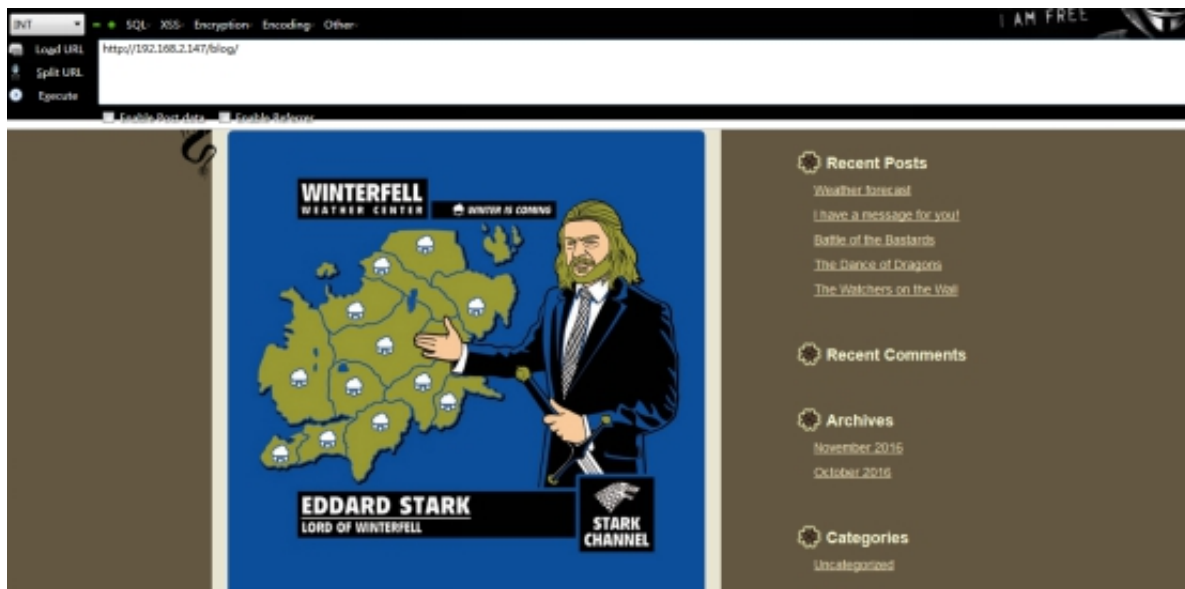 INT SQL- XSS- Encryption- Encoding- Other-
I AM FREE
Load URL
http://192.168.2.147/blog/
Split URL
Execute
Enable Post data Enable Referrer
WINTERFELL
WEATHER CENTER
WINTER IS COMING
EDDARD STARK
LORD OF WINTERFELL
STARK
CHANNEL
Recent Posts
Weather forecast
I have a message for you!
Battle of the Bastards
The Dance of Dragons
The Watchers on the Wall
Recent Comments
Archives
November 2016
October 2016
Categories
Uncategorized